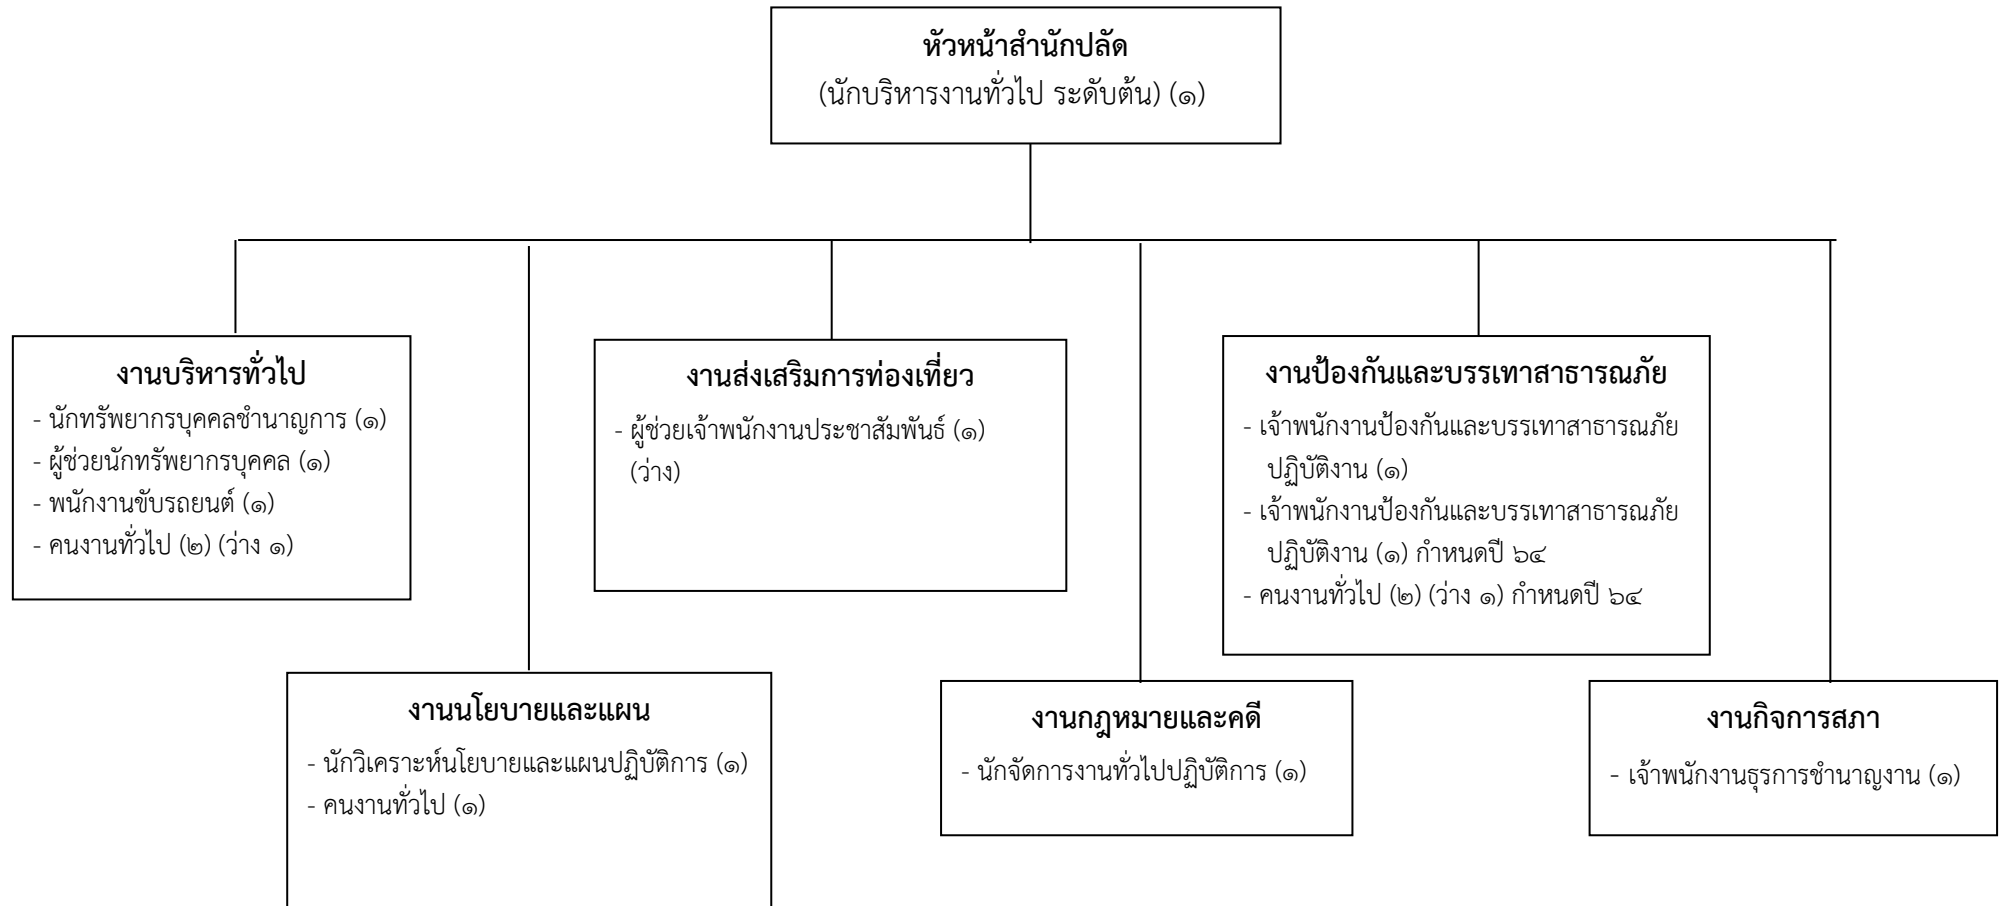 หัวหน้าสำนักปลัด
(นักบริหารงานทั่วไป ระดับต้น) (๑)
งานบริหารทั่วไป
- นักทรัพยากรบุคคลชำนาญการ (๑)
- ผู้ช่วยนักทรัพยากรบุคคล (๑)
- พนักงานขับรถยนต์ (๑)
- คนงานทั่วไป (๒) (ว่าง ๑)
งานส่งเสริมการท่องเที่ยว
- ผู้ช่วยเจ้าพนักงานประชาสัมพันธ์ (๑)
(ว่าง)
งานป้องกันและบรรเทาสาธารณภัย
- เจ้าพนักงานป้องกันและบรรเทาสาธารณภัย
ปฏิบัติงาน (๑)
- เจ้าพนักงานป้องกันและบรรเทาสาธารณภัย
ปฏิบัติงาน (๑) กำหนดปี ๖๔
- คนงานทั่วไป (๒) (ว่าง ๑) กำหนดปี ๖๔
งานนโยบายและแผน
- นักวิเคราะห์นโยบายและแผนปฏิบัติการ (๑)
- คนงานทั่วไป (๑)
งานกฎหมายและคดี
- นักจัดการงานทั่วไปปฏิบัติการ (๑)
งานกิจการสภา
- เจ้าพนักงานธุรการชำนาญงาน (๑)